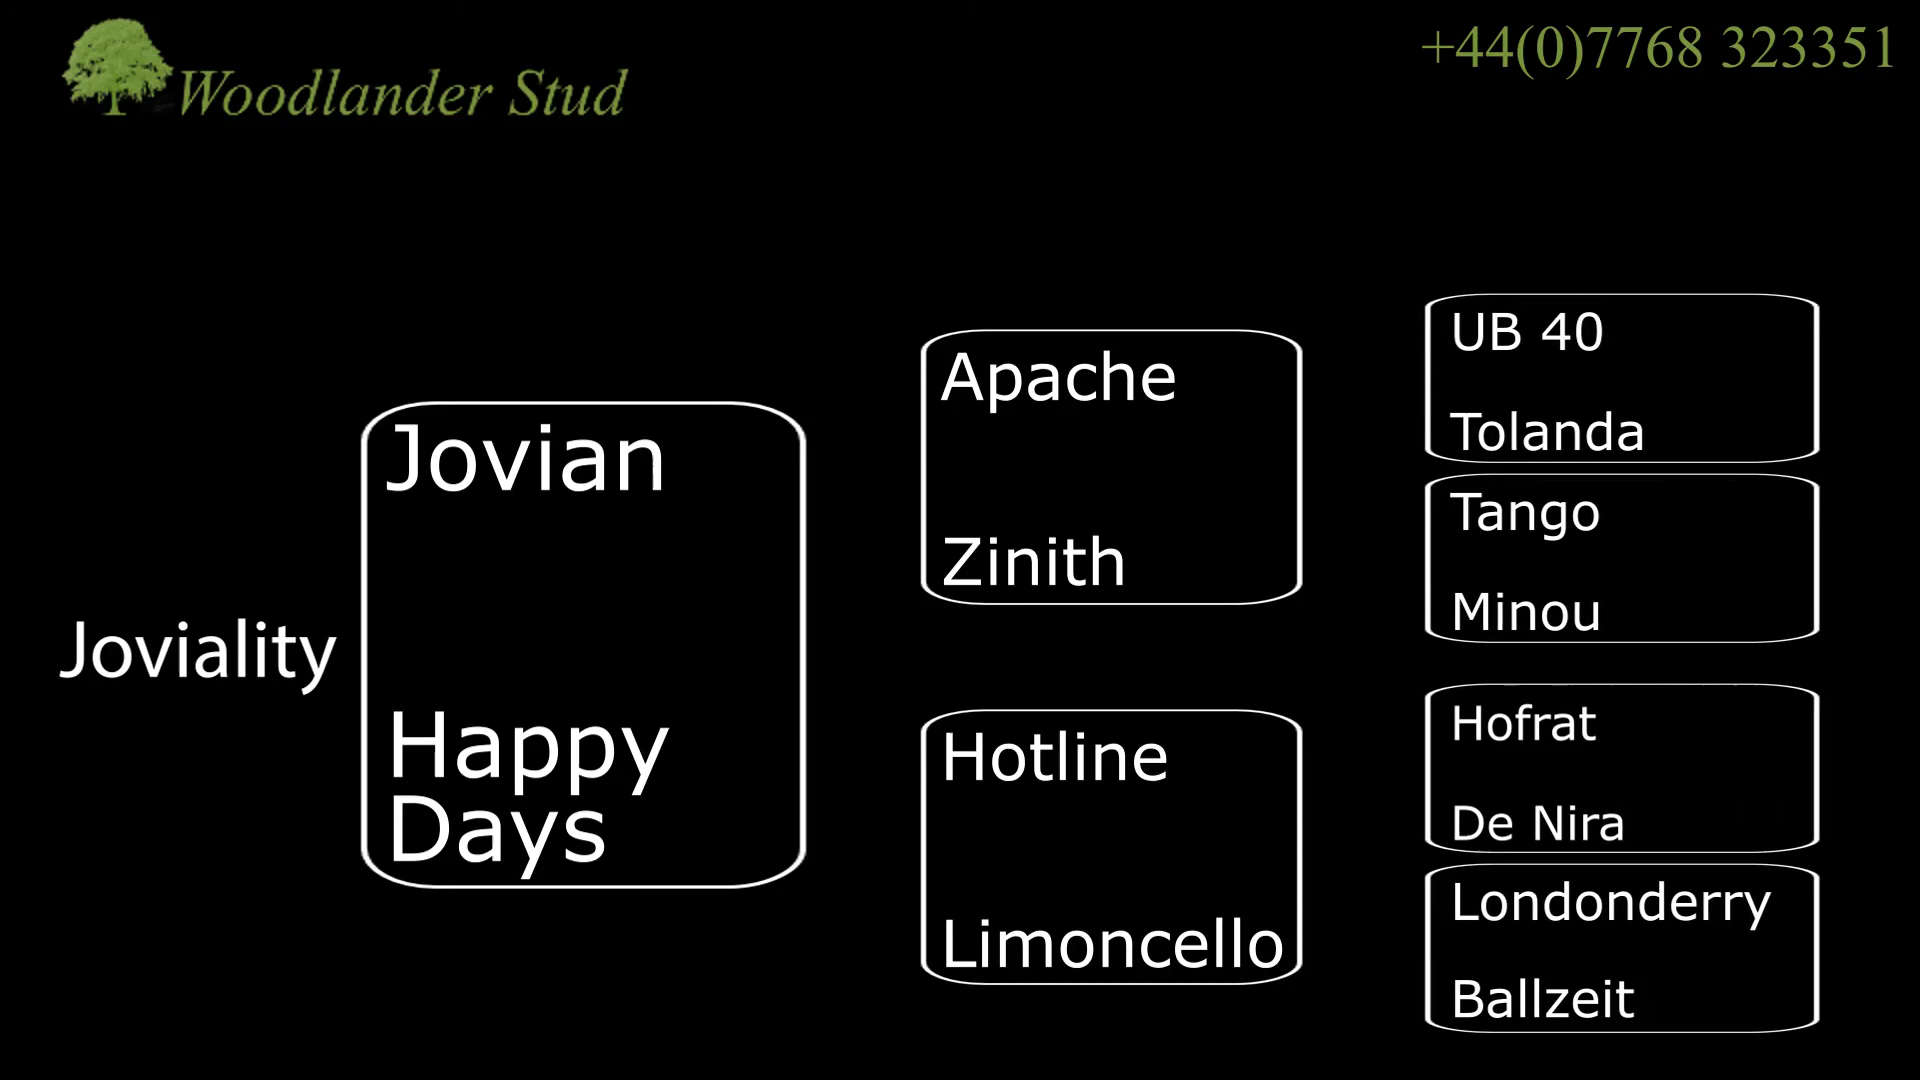 Woodlander Stud
+44(0)7768 323351
Joviality
Jovian
Happy
Days
Apache
Zinith
Hotline
Limoncello
UB 40
Tolanda
Tango
Minou
Hofrat
De Nira
Londonderry
Ballzeit